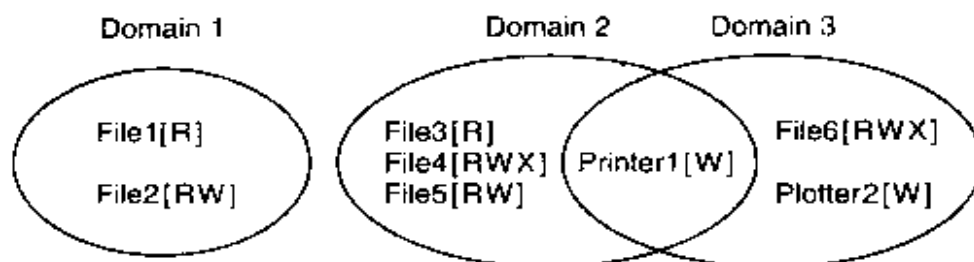 Domain 1
Domain 2
Domain 3
File1[R]
File2[RW]
File3[R]
File4[RWX]
File5[RW]
Printer1[W]
File6[RWX]
Plotter2[W]